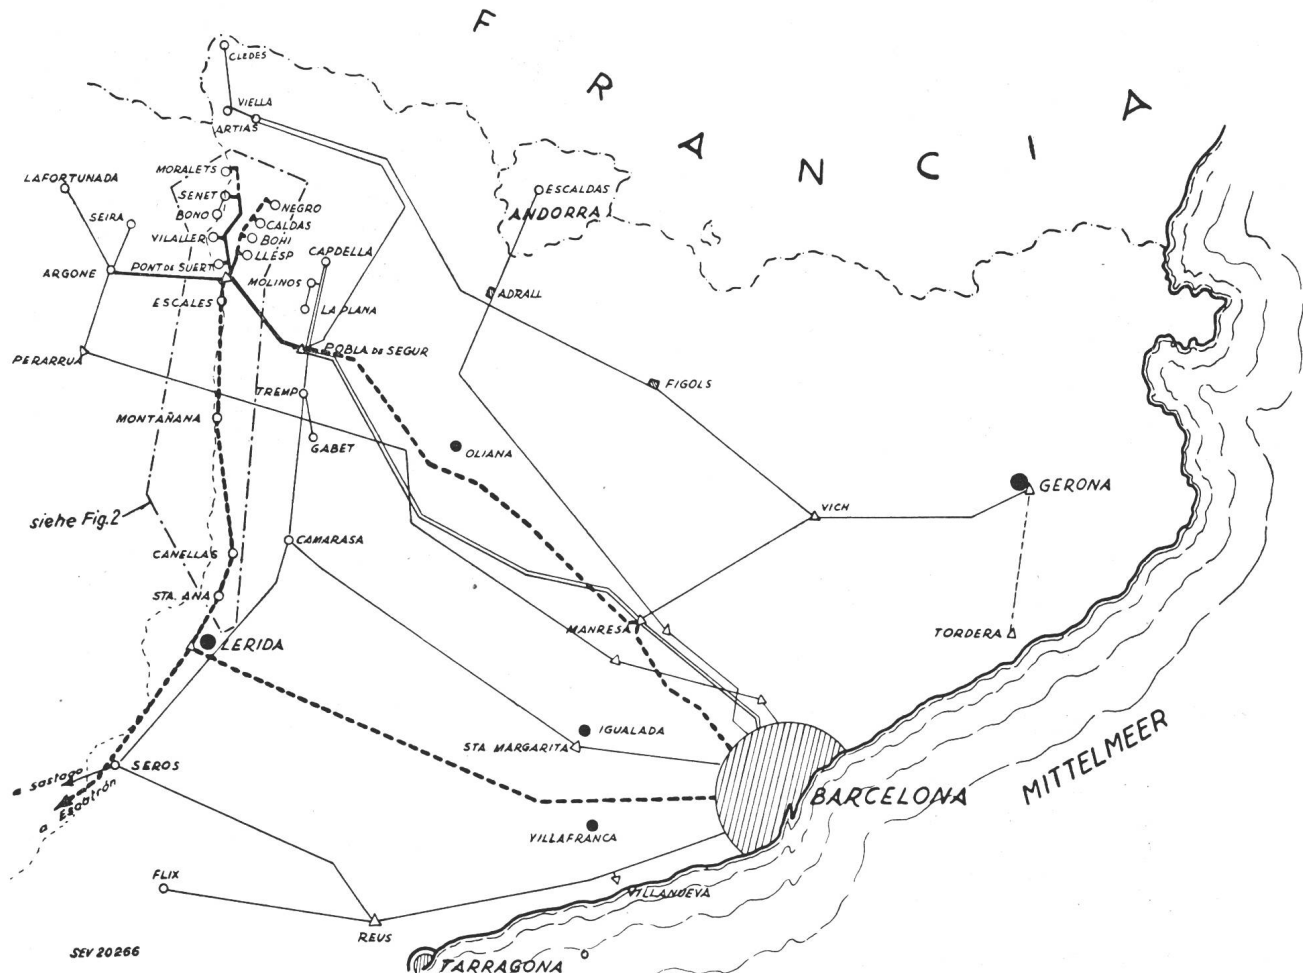 FRANCIA
CLEDES
VIELLA
ARTIAS
MORALETS
LAFORTUNADA
SENET
NEGRO
ESCALDAS
BONO
ANDORRA
SEIRA
CALDAS
VILALLER
BOHI
CAPDELLA
LLESP
PONT DE SUERT
ARGONE
MOLINOS
ADRALL
ESCALES
LA PLANA
PERARRUA
POBLA DE SEGUR
FIGOLS
TREMP
MONTAÑANA
GABET
OLIANA
GERONA
VICH
siehe Fig.2
CANELLAS
CAMARASA
STA. ANA
MANRESA
TORDERA
LERIDA
IGUALADA
STA MARGARITA
MITTELMEER
SEROS
a Sastago
a Escatrón
BARCELONA
VILLAFRANCA
FLIX
VILLANUEVA
REUS
SEV 20266
TARRAGONA